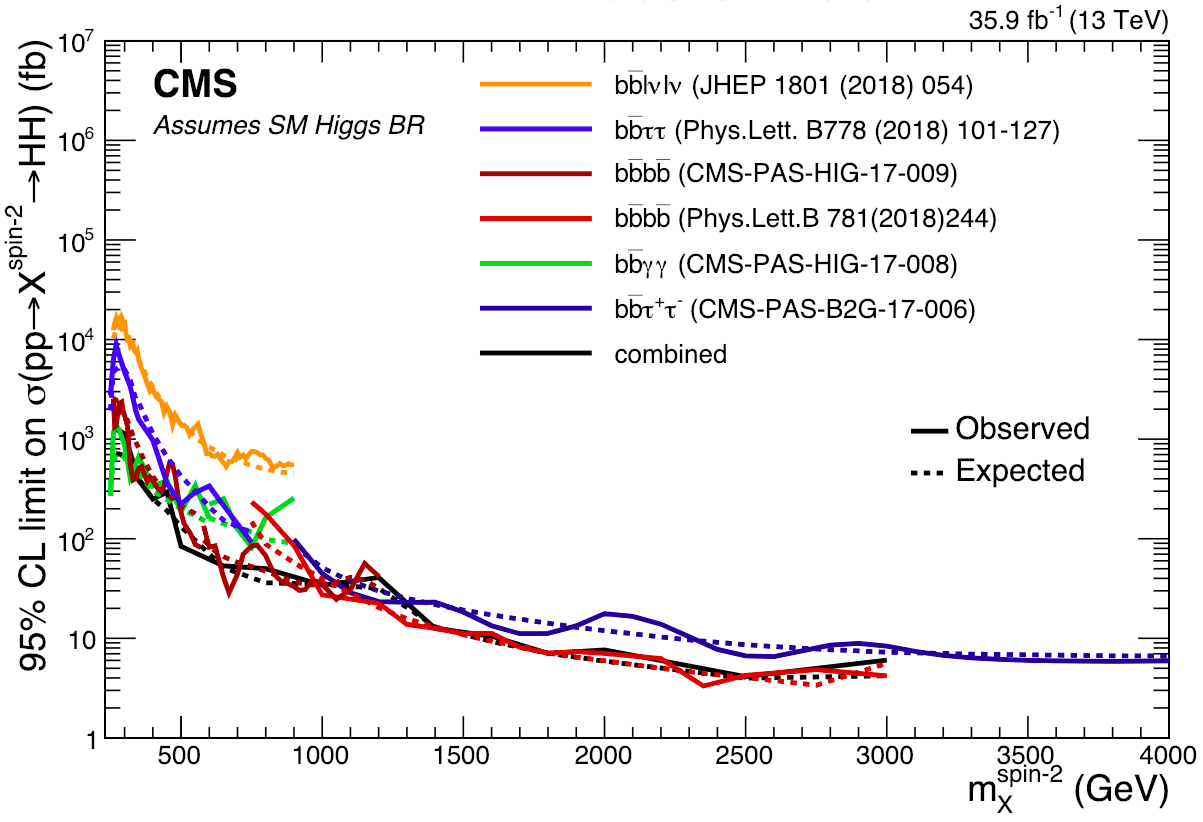 35.9 fb⁻¹ (13 TeV)
95% CL limit on σ(pp→X^spin-2→HH) (fb)
10⁷
10⁶
10⁵
10⁴
10³
10²
10
1
CMS
Assumes SM Higgs BR
bb̅lνlν (JHEP 1801 (2018) 054)
bb̅ττ (Phys.Lett. B778 (2018) 101-127)
bb̅bb̅ (CMS-PAS-HIG-17-009)
bb̅bb̅ (Phys.Lett.B 781(2018)244)
bb̅γγ (CMS-PAS-HIG-17-008)
bb̅τ⁺τ⁻ (CMS-PAS-B2G-17-006)
combined
Observed
Expected
500 1000 1500 2000 2500 3000 3500 4000
m_X^spin-2 (GeV)